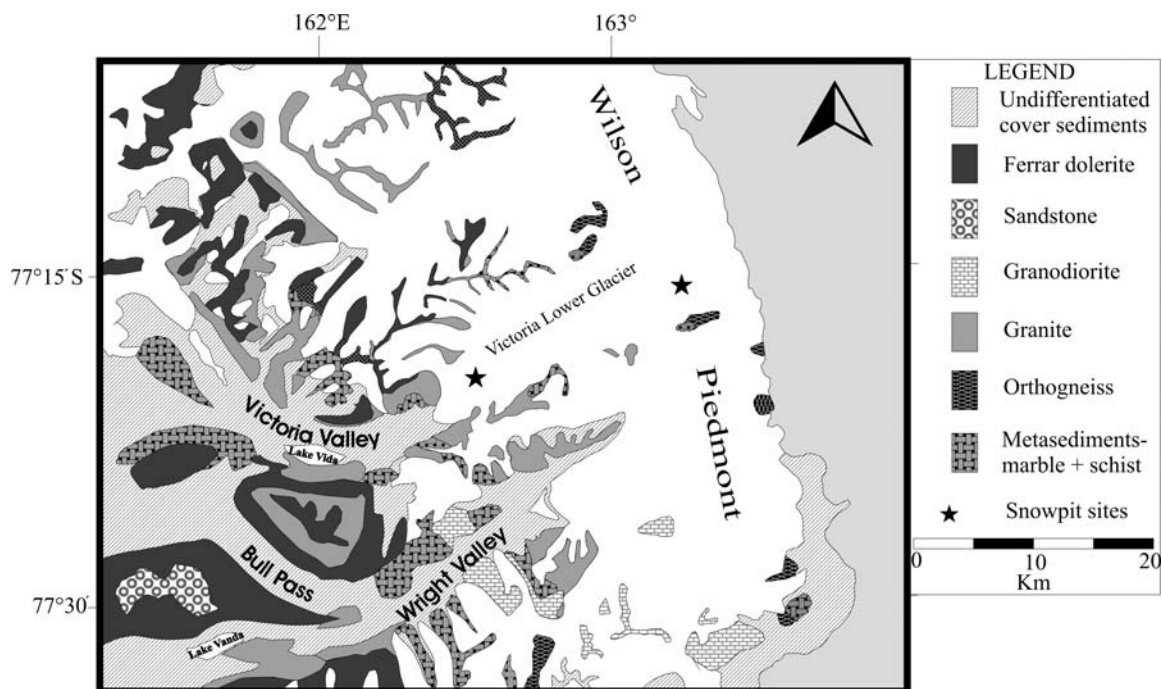 162°E
163°
77°15′ S
77°30′
Wilson
Piedmont
Victoria Lower Glacier
Victoria Valley
Lake Vida
Bull Pass
Wright Valley
Lake Vanda
LEGEND
Undifferentiated
cover sediments
Ferrar dolerite
Sandstone
Granodiorite
Granite
Orthogneiss
Metasediments-
marble + schist
Snowpit sites
0 10 20
Km